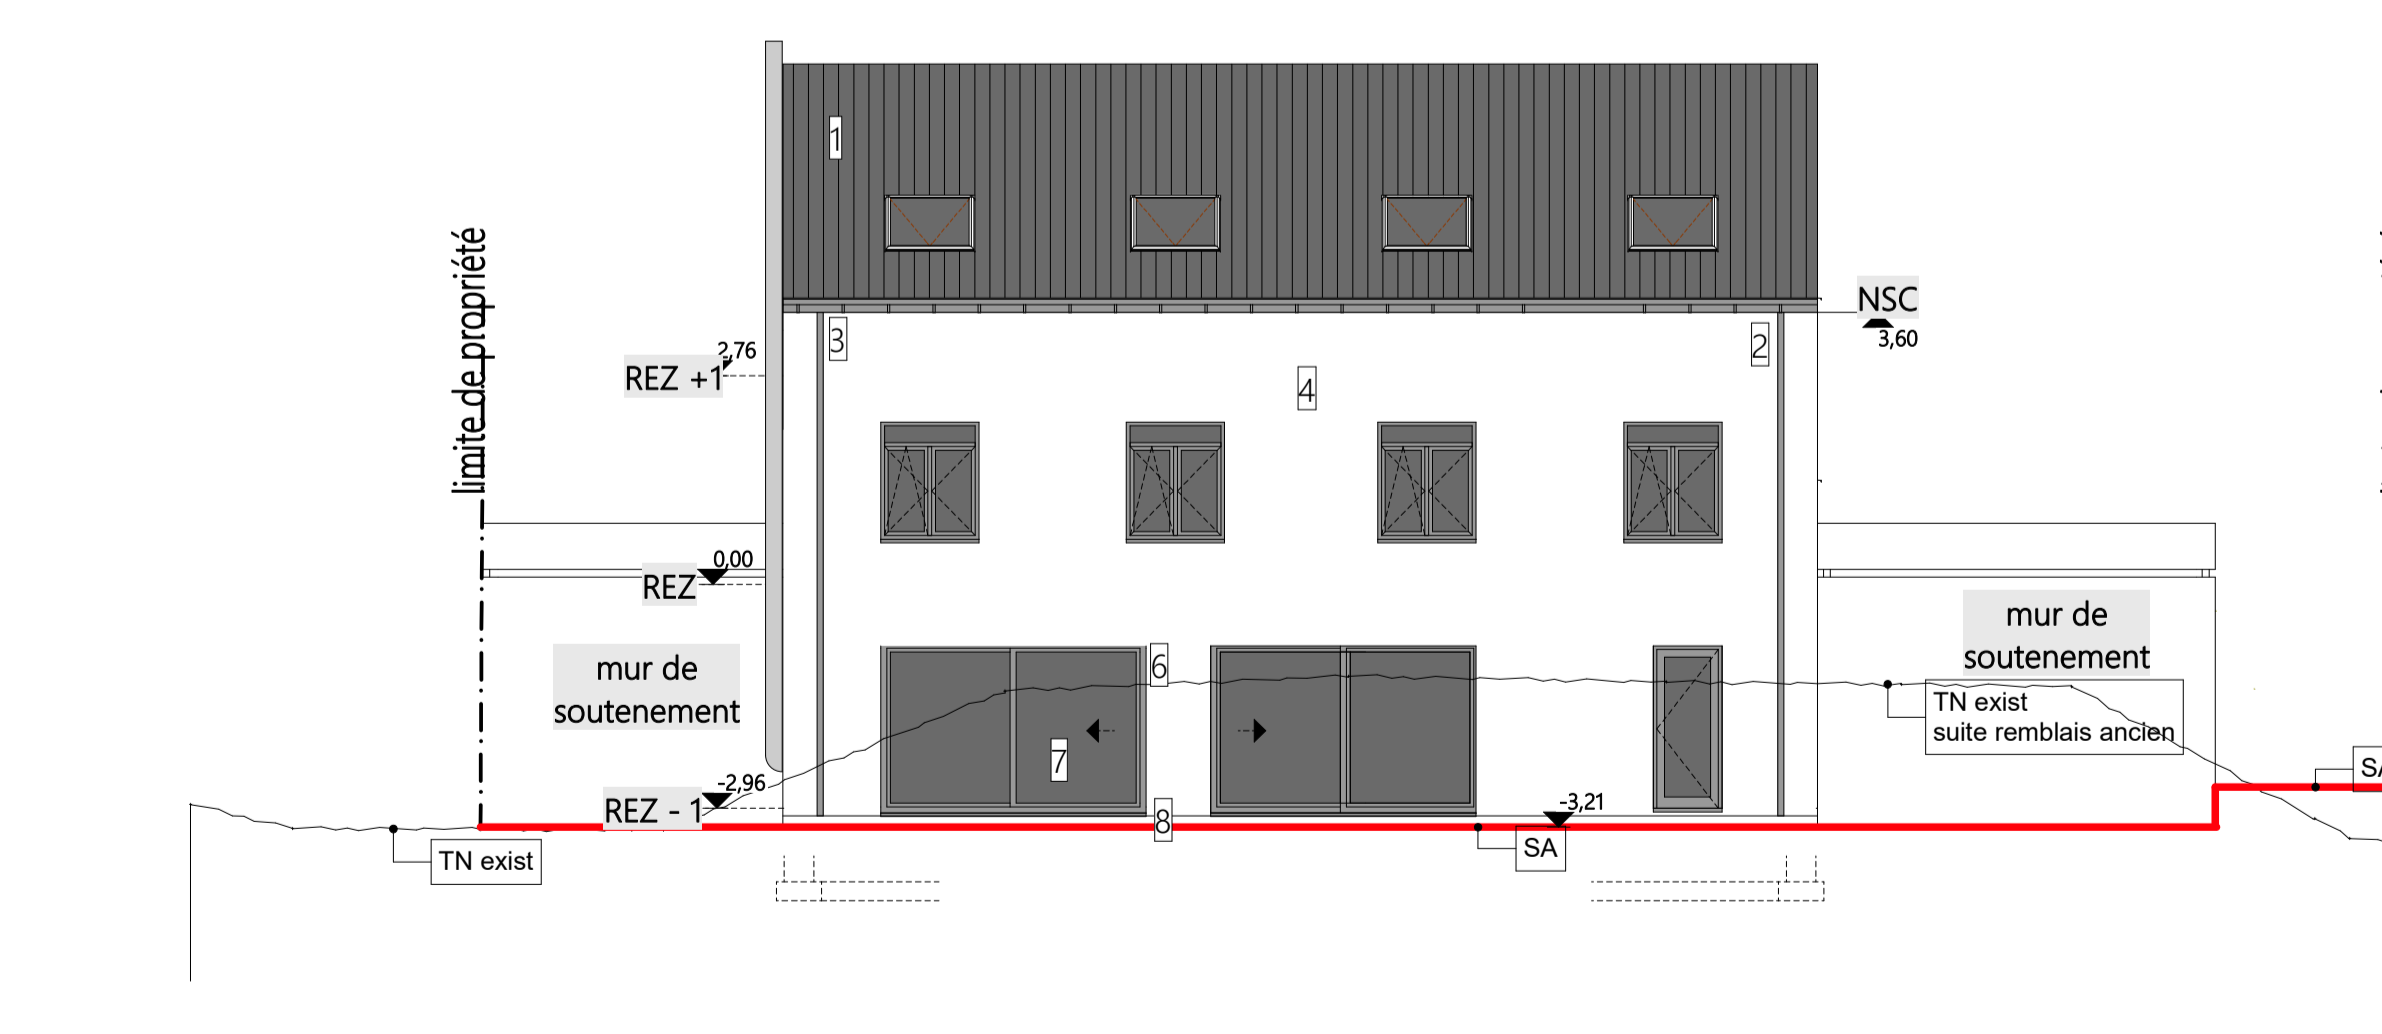 1
limite de propriété
NSC
3,60
3
2
2,76
REZ +1
4
0,00
REZ
mur de
soutenement
mur de
soutenement
6
TN exist
suite remblais ancien
7
-2,96
REZ - 1
SA
-3,21
8
SA
TN exist